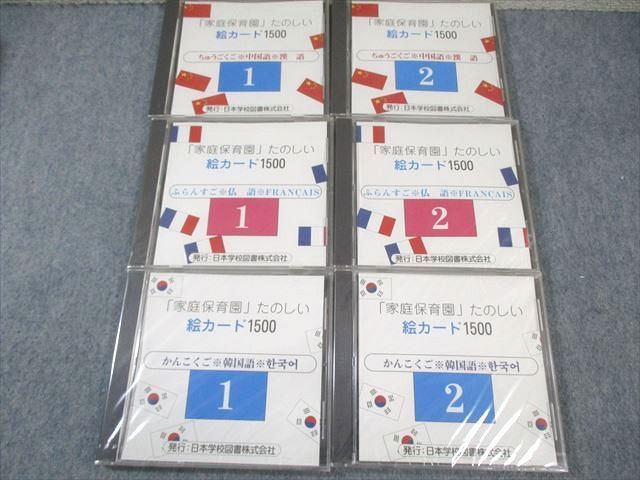 「家庭保育園」たのしい
絵カード1500
ちゅうごくご※中国語※漢 語
1
発行:日本学校図書株式会社
「家庭保育園」たのしい
絵カード1500
ちゅうごくご※中国語※漢 語
2
発行:日本学校図書株式会社
「家庭保育園」たのしい
絵カード1500
ふらんすご※仏 語※FRANÇAIS
1
発行:日本学校図書株式会社
「家庭保育園」たのしい
絵カード1500
ふらんすご※仏 語※FRANÇAIS
2
発行:日本学校図書株式会社
「家庭保育園」たのしい
絵カード1500
かんこくご※韓国語※한국어
1
発行:日本学校図書株式会社
「家庭保育園」たのしい
絵カード1500
かんこくご※韓国語※한국어
2
発行:日本学校図書株式会社